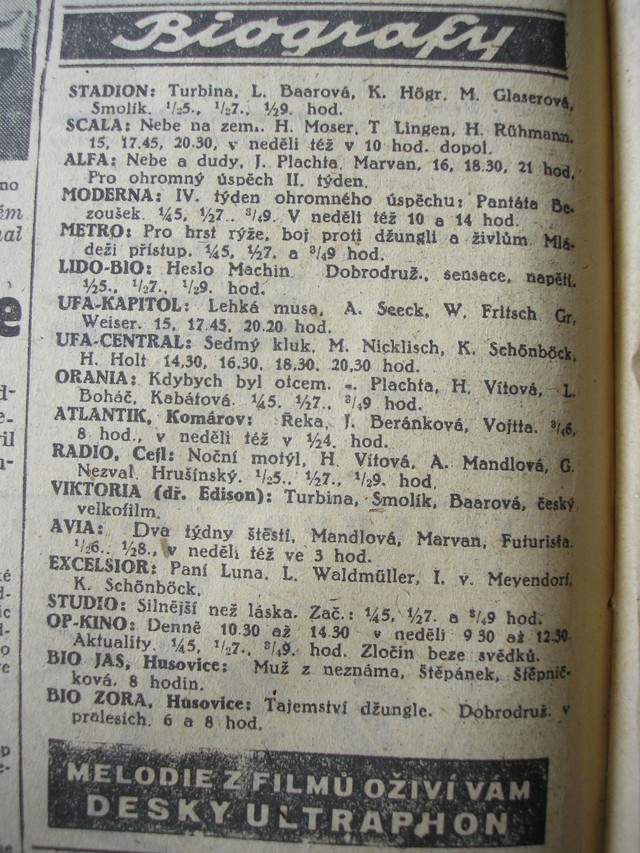 Biografy
STADION: Turbina, L. Baarová, K. Högr, M. Glaserová,
Smolík. ½5., ½7., ½9. hod.
SCALA: Nebe na zem. H. Moser, T. Lingen, H. Rühmann.
15, 17.45, 20.30, v neděli též v 10 hod. dopol.
ALFA: Nebe a dudy, J. Plachta, Marvan, 16, 18.30, 21 hod.
Pro ohromný úspěch II. týden.
MODERNA: IV. týden ohromného úspěchu: Pantáta Be-
zoušek. ¼5, ½7., ¾9. V neděli též 10 a 14 hod.
METRO: Pro hrst rýže, boj proti džungli a živlům. Mlá-
deži přístup. ¼5, ½7, a ¾9 hod.
LIDO-BIO: Heslo Machin. Dobrodruž., sensace, napětí.
½5., ½7., ½9. hod.
UFA-KAPITOL: Lehká musa, A. Seeck, W. Fritsch Gr.
Weiser. 15, 17.45, 20.20 hod.
UFA-CENTRAL: Sedmý kluk, M. Nicklisch, K. Schönböck,
H. Holt 14,30, 16.30, 18.30, 20,30 hod.
ORANIA: Kdybych byl otcem. Plachta, H. Vítová, L.
Boháč, Kabátová. ¼5. ½7., ¾9 hod.
ATLANTIK, Komárov: Řeka, J. Beránková, Vojtta. ¾6,
8 hod., v neděli též v ½4. hod.
RADIO, Cejl: Noční motýl, H. Vítová, A. Mandlová, G.
Nezval. Hrušínský. ½5., ½7., ½9. hod.
VIKTORIA (dř. Edison): Turbina, Smolík, Baarová, český
velkofilm.
AVIA: Dva týdny štěstí, Mandlová, Marvan, Futurista.
½6., ½8., v neděli též ve 3 hod.
EXCELSIOR: Paní Luna. L. Waldmüller, I. v. Meyendorf,
K. Schönböck.
STUDIO: Silnější než láska. Zač.: ¼5, ½7. a ¾9 hod.
OP-KINO: Denně 10.30 až 14.30 v neděli 9 30 až 12.30
Aktuality. ¼5, ½7., ¾9. hod. Zločin beze svědků.
BIO JAS, Husovice: Muž z neznáma, Štěpánek, Štěpnič-
ková. 8 hodin.
BIO ZORA, Husovice: Tajemství džungle. Dobrodruž. v
pralesích. 6 a 8 hod.
MELODIE Z FILMŮ OŽIVÍ VÁM
DESKY ULTRAPHON